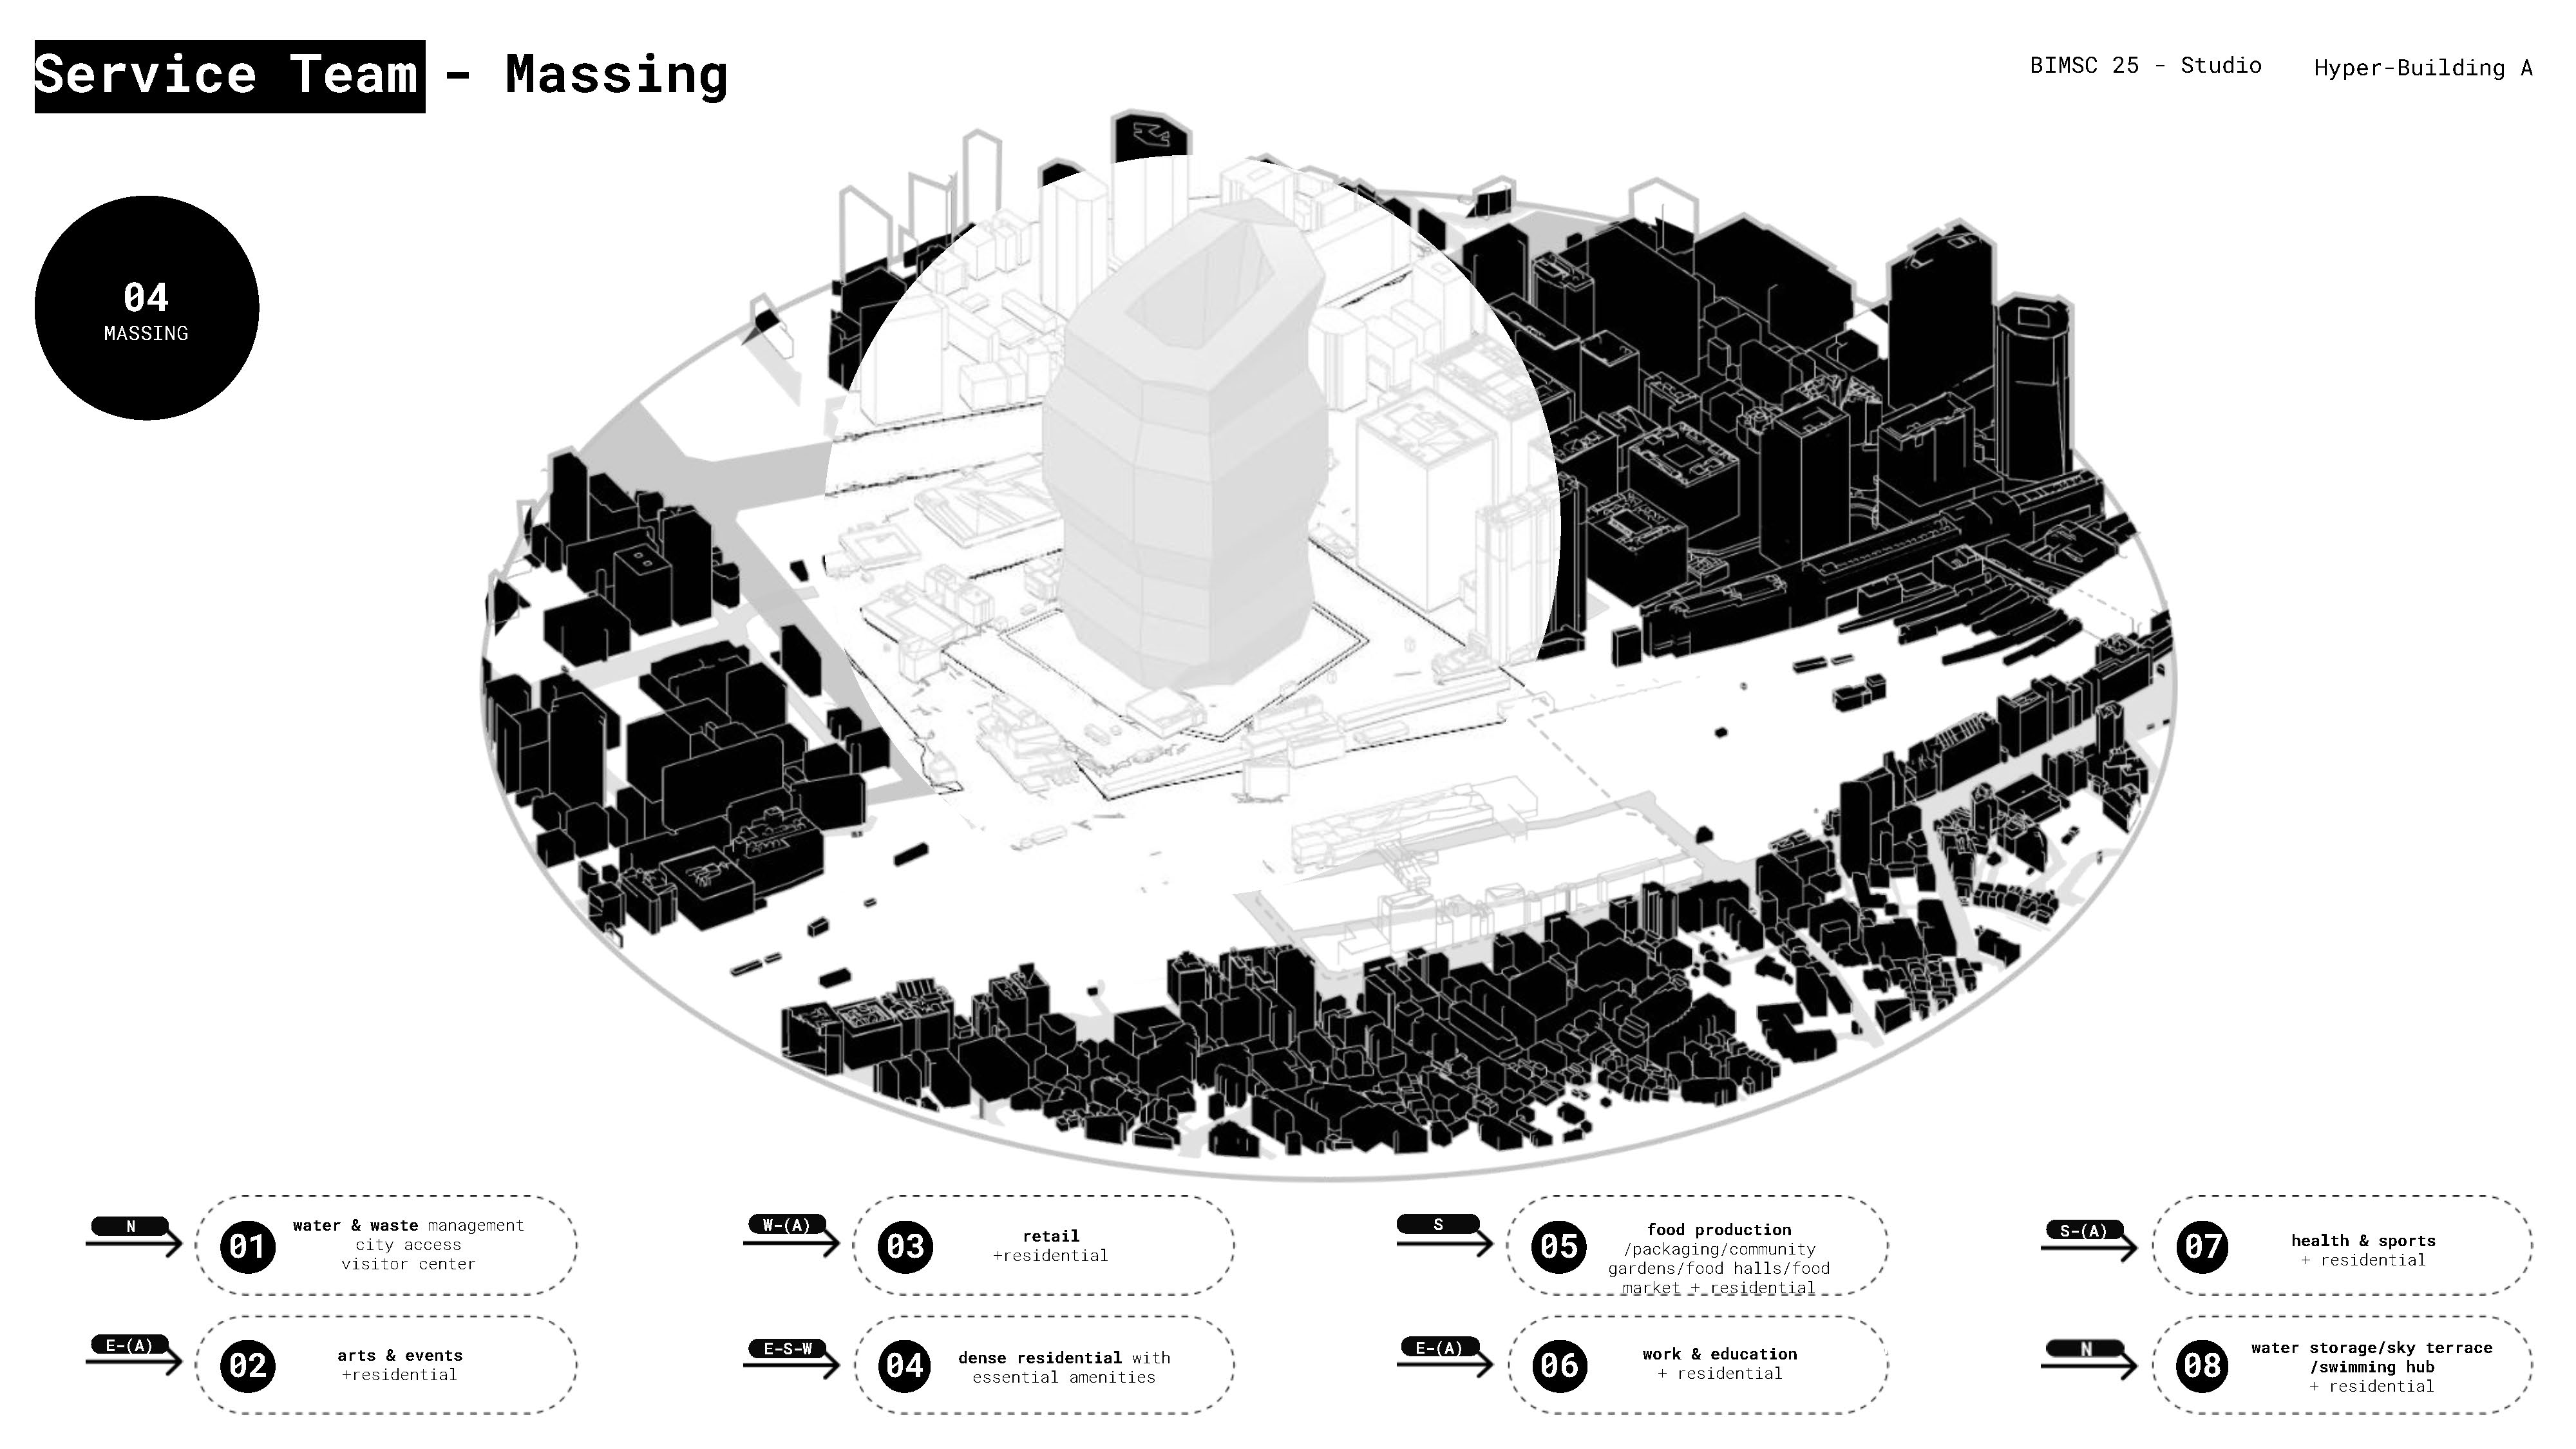 Service Team - Massing
BIMSC 25 - Studio
Hyper-Building A
04
MASSING
N
01
water & waste management
city access
visitor center
E-(A)
02
arts & events
+residential
W-(A)
03
retail
+residential
E-S-W
04
dense residential with
essential amenities
S
05
food production
/packaging/community
gardens/food halls/food
market + residential
E-(A)
06
work & education
+ residential
S-(A)
07
health & sports
+ residential
N
08
water storage/sky terrace
/swimming hub
+ residential